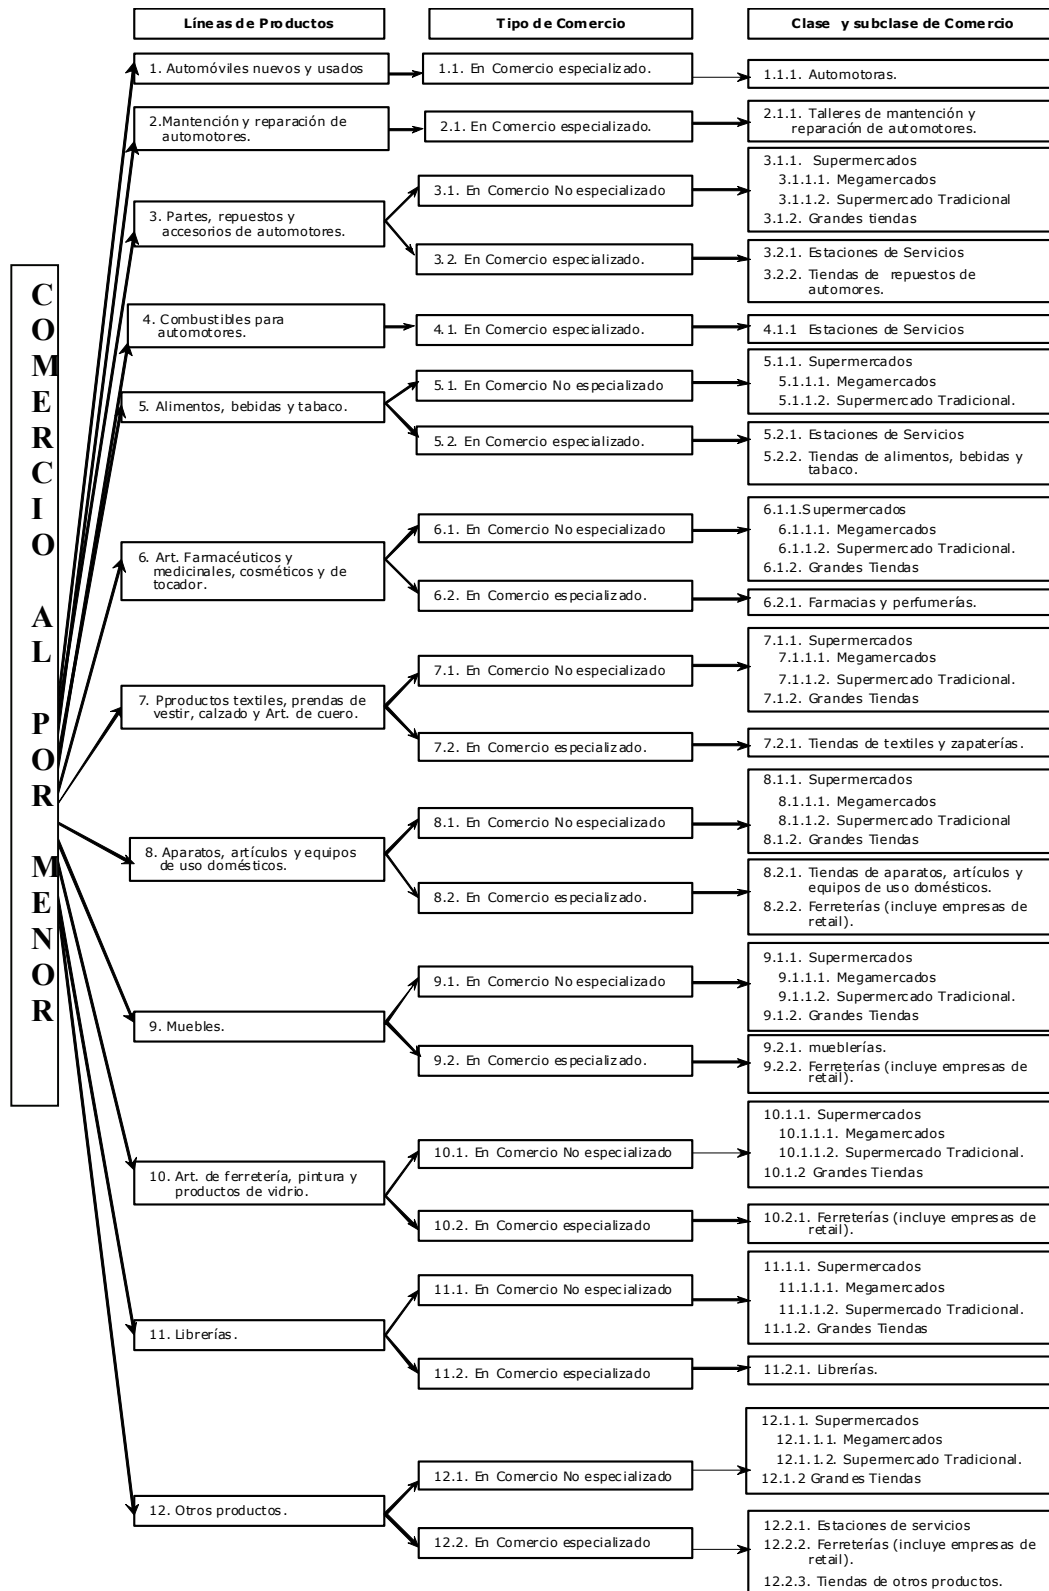 Líneas de Productos
Tipo de Comercio
Clase y subclase de Comercio
COMERCIO AL POR MENOR
1. Automóviles nuevos y usados
1.1. En Comercio especializado.
1.1.1. Automotoras.
2.Mantención y reparación de
automotores.
2.1. En Comercio especializado.
2.1.1. Talleres de mantención y
reparación de automotores.
3. Partes, repuestos y
accesorios de automotores.
3.1. En Comercio No especializado
3.1.1. Supermercados
3.1.1.1. Megamercados
3.1.1.2. Supermercado Tradicional
3.1.2. Grandes tiendas
3.2. En Comercio especializado.
3.2.1. Estaciones de Servicios
3.2.2. Tiendas de repuestos de
automores.
4. Combustibles para
automotores.
4.1. En Comercio especializado.
4.1.1 Estaciones de Servicios
5. Alimentos, bebidas y tabaco.
5.1. En Comercio No especializado
5.1.1. Supermercados
5.1.1.1. Megamercados
5.1.1.2. Supermercado Tradicional.
5.2. En Comercio especializado.
5.2.1. Estaciones de Servicios
5.2.2. Tiendas de alimentos, bebidas y
tabaco.
6. Art. Farmacéuticos y
medicinales, cosméticos y de
tocador.
6.1. En Comercio No especializado
6.1.1.Supermercados
6.1.1.1. Megamercados
6.1.1.2. Supermercado Tradicional.
6.1.2. Grandes Tiendas
6.2. En Comercio especializado.
6.2.1. Farmacias y perfumerías.
7. Pproductos textiles, prendas de
vestir, calzado y Art. de cuero.
7.1. En Comercio No especializado
7.1.1. Supermercados
7.1.1.1. Megamercados
7.1.1.2. Supermercado Tradicional.
7.1.2. Grandes Tiendas
7.2. En Comercio especializado.
7.2.1. Tiendas de textiles y zapaterías.
8. Aparatos, artículos y equipos
de uso domésticos.
8.1. En Comercio No especializado
8.1.1. Supermercados
8.1.1.1. Megamercados
8.1.1.2. Supermercado Tradicional
8.1.2. Grandes Tiendas
8.2. En Comercio especializado.
8.2.1. Tiendas de aparatos, artículos y
equipos de uso domésticos.
8.2.2. Ferreterías (incluye empresas de
retail).
9. Muebles.
9.1. En Comercio No especializado
9.1.1. Supermercados
9.1.1.1. Megamercados
9.1.1.2. Supermercado Tradicional.
9.1.2. Grandes Tiendas
9.2. En Comercio especializado.
9.2.1. mueblerías.
9.2.2. Ferreterías (incluye empresas de
retail).
10. Art. de ferretería, pintura y
productos de vidrio.
10.1. En Comercio No especializado
10.1.1. Supermercados
10.1.1.1. Megamercados
10.1.1.2. Supermercado Tradicional.
10.1.2 Grandes Tiendas
10.2. En Comercio especializado
10.2.1. Ferreterías (incluye empresas de
retail).
11. Librerías.
11.1. En Comercio No especializado
11.1.1. Supermercados
11.1.1.1. Megamercados
11.1.1.2. Supermercado Tradicional.
11.1.2. Grandes Tiendas
11.2. En Comercio especializado
11.2.1. Librerías.
12. Otros productos.
12.1. En Comercio No especializado
12.1.1. Supermercados
12.1.1.1. Megamercados
12.1.1.2. Supermercado Tradicional.
12.1.2 Grandes Tiendas
12.2. En Comercio especializado
12.2.1. Estaciones de servicios
12.2.2. Ferreterías (incluye empresas de
retail).
12.2.3. Tiendas de otros productos.